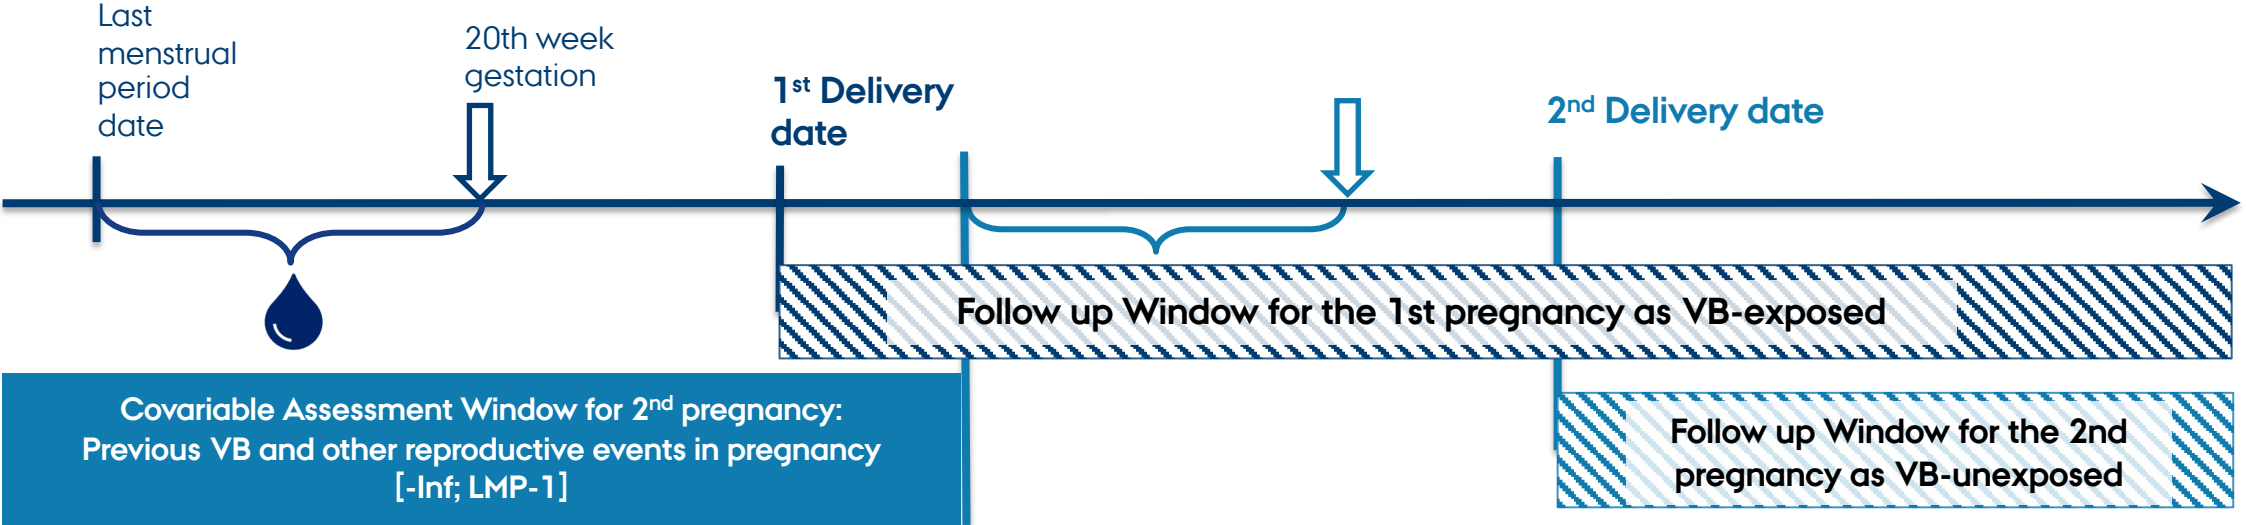 Last
menstrual
period
date
20th week
gestation
1st Delivery
date
2nd Delivery date
Follow up Window for the 1st pregnancy as VB-exposed
Covariable Assessment Window for 2nd pregnancy:
Previous VB and other reproductive events in pregnancy
[-Inf; LMP-1]
Follow up Window for the 2nd
pregnancy as VB-unexposed